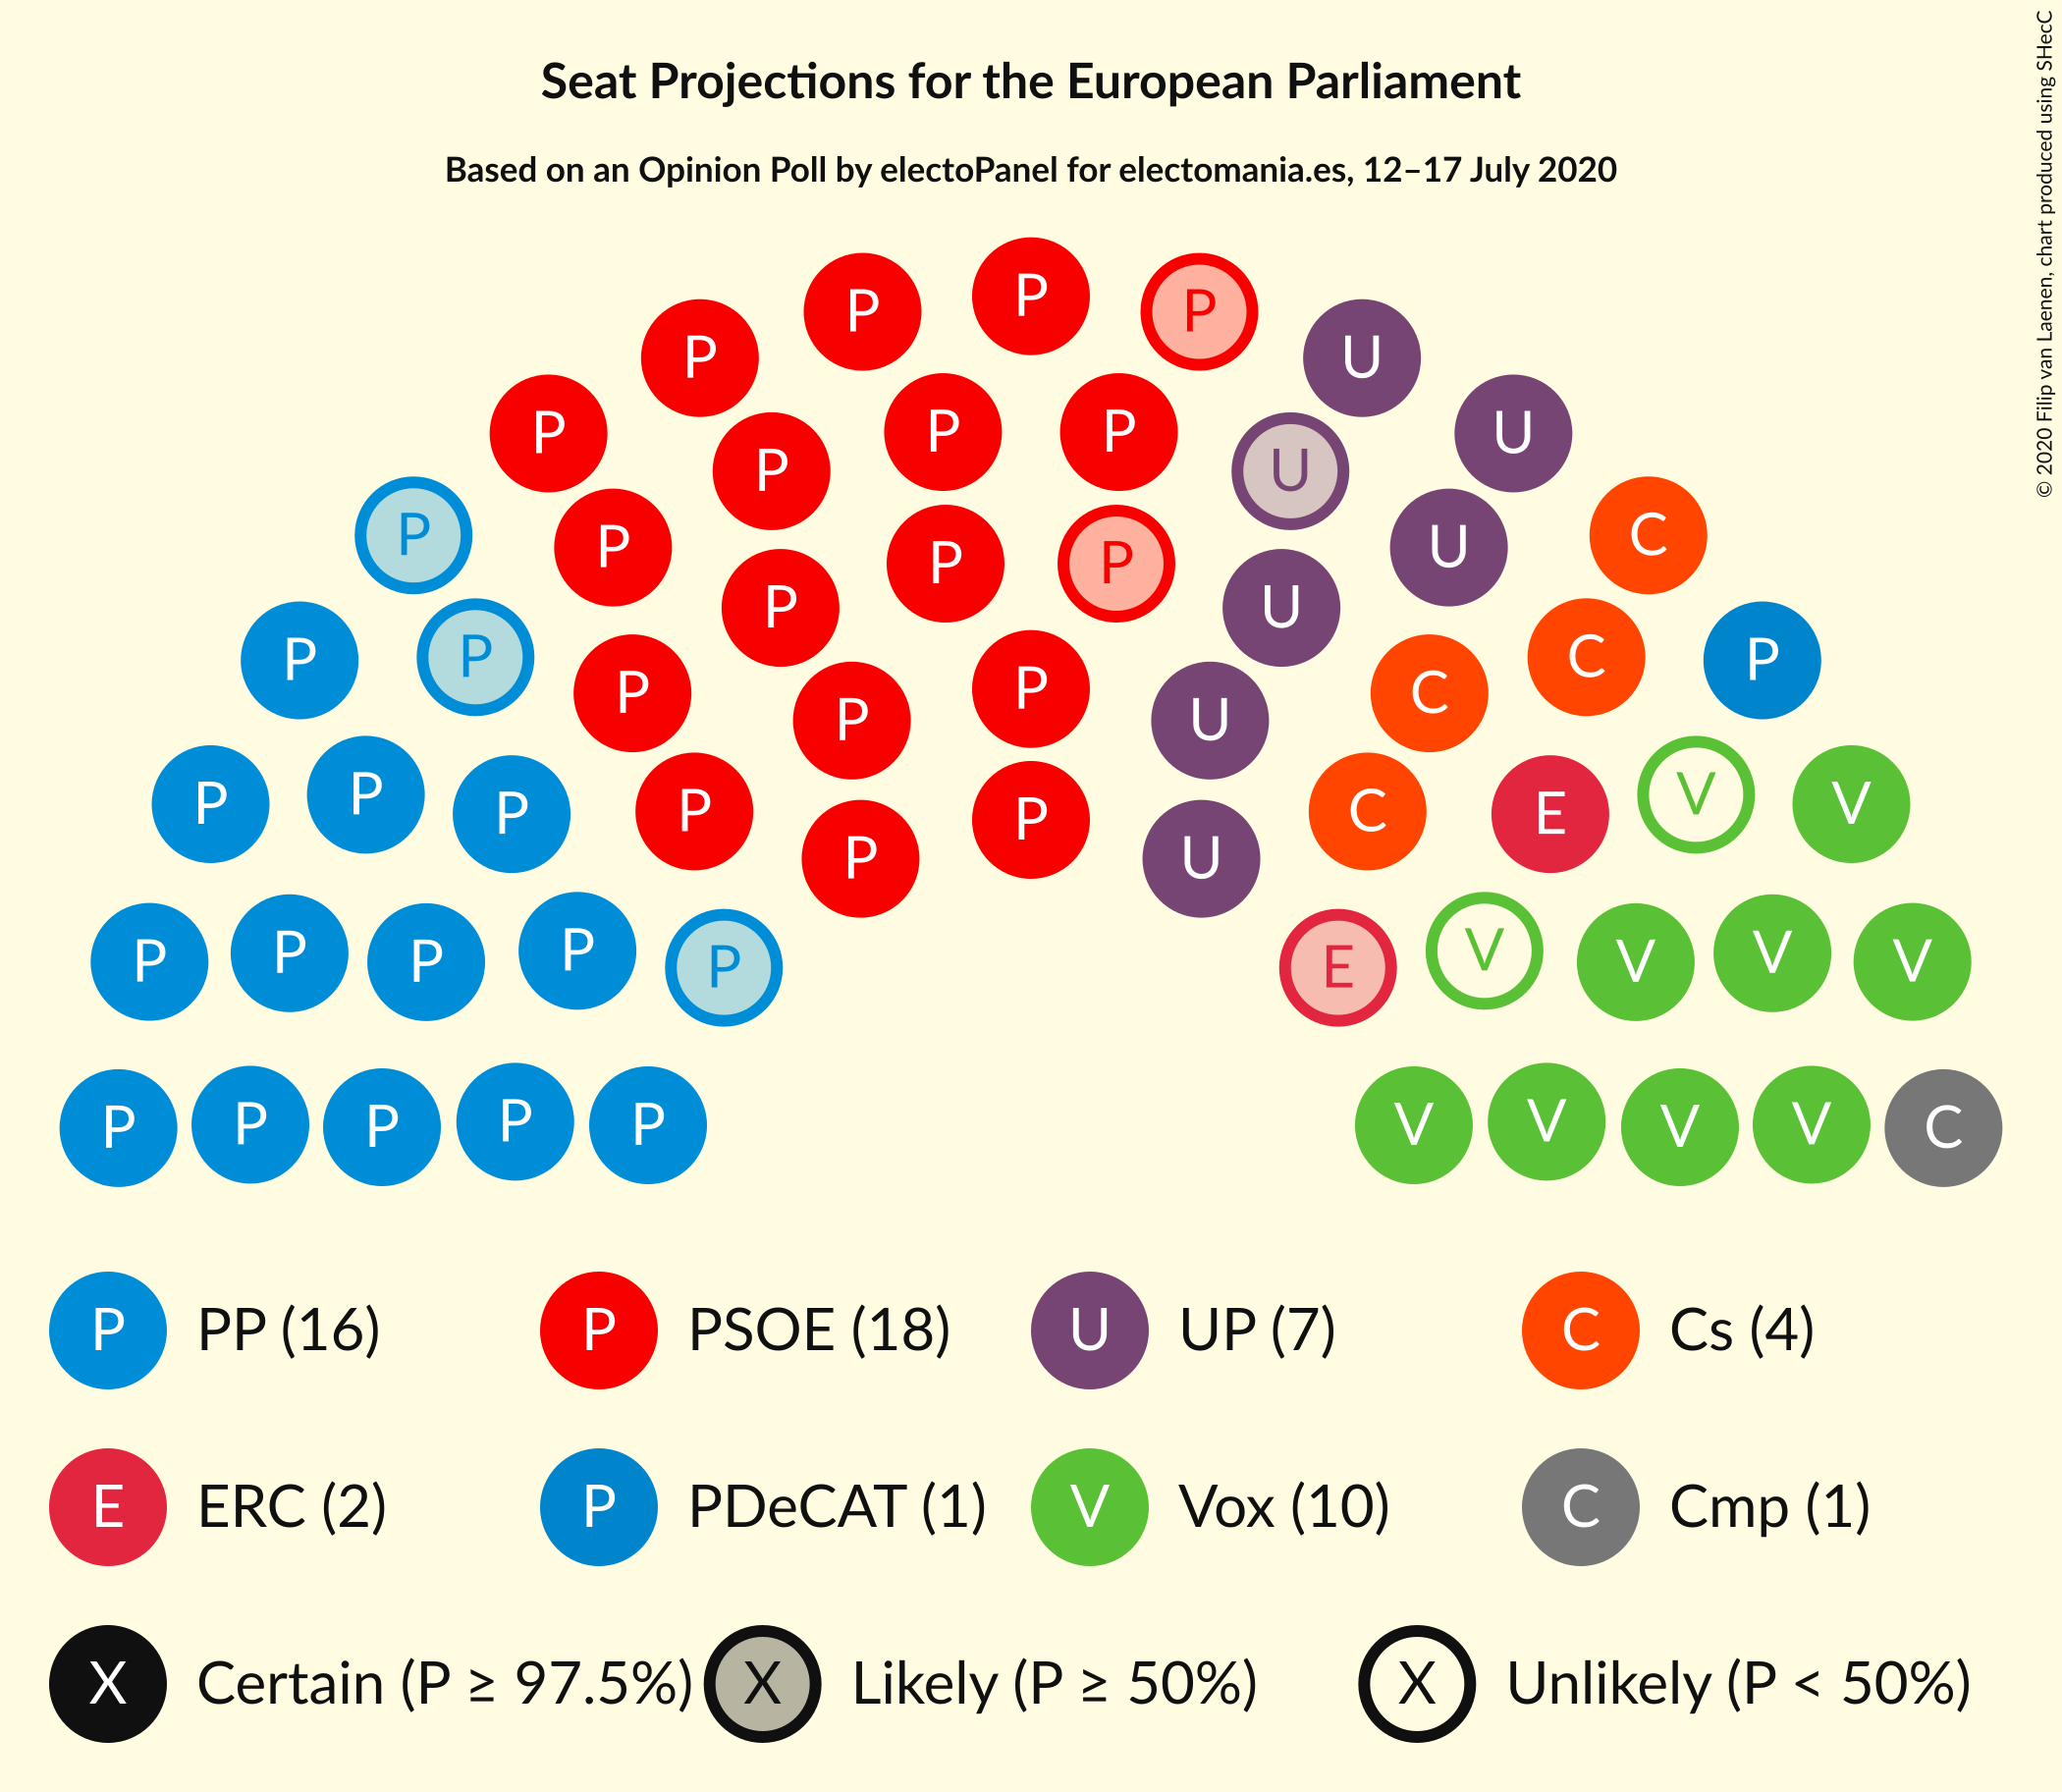 Seat Projections for the European Parliament
Based on an Opinion Poll by electoPanel for electomania.es, 12–17 July 2020
© 2020 Filip van Laenen, chart produced using SHecC
P
P P
P P
P P U
P P U U
P P P
P U
P P C
P P U
P P C
P P C P
P P U
P P V V
P P C
P P E
P P U
P P P V V V
P P E V
P P P P P V V V V C
P PP (16) P PSOE (18) U UP (7) C Cs (4)
E ERC (2) P PDeCAT (1) V Vox (10) C Cmp (1)
X Certain (P ≥ 97.5%) X Likely (P ≥ 50%) X Unlikely (P < 50%)